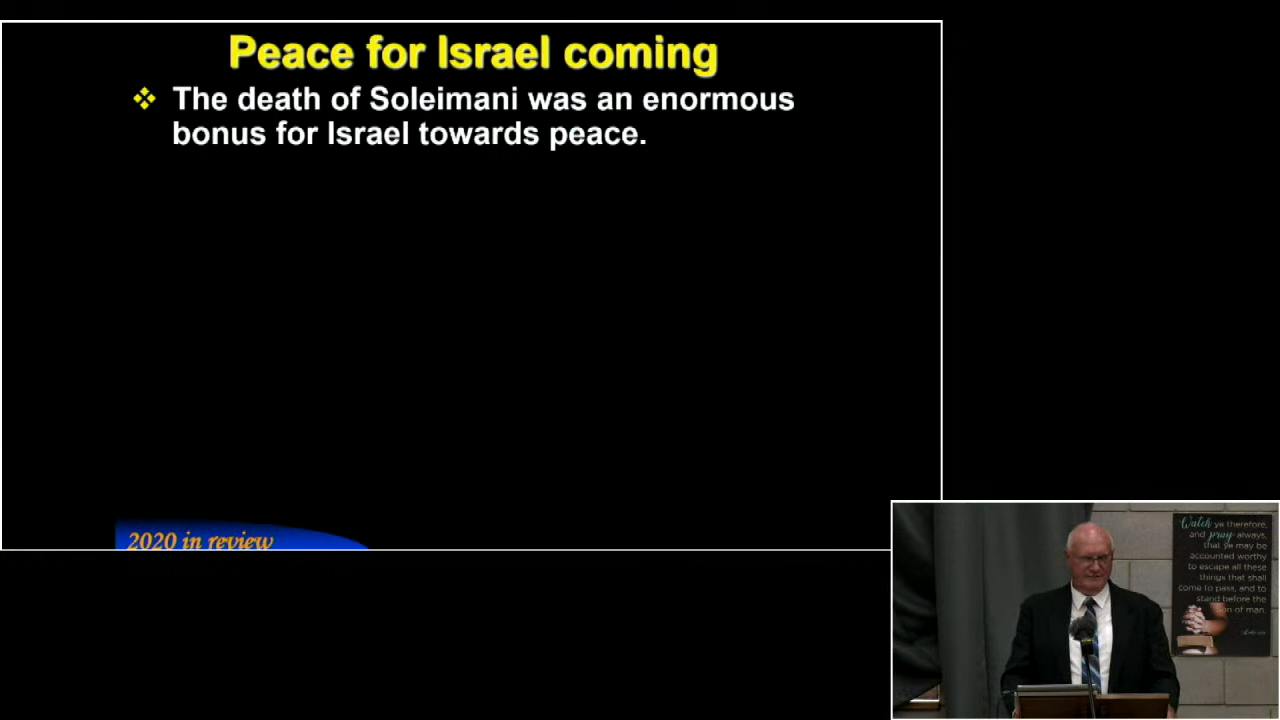 Peace for Israel coming
The death of Soleimani was an enormous
bonus for Israel towards peace.
2020 in review
Watch ye therefore,
and pray always,
that ye may be
accounted worthy
to escape all these
things that shall
come to pass, and to
stand before the
Son of man.